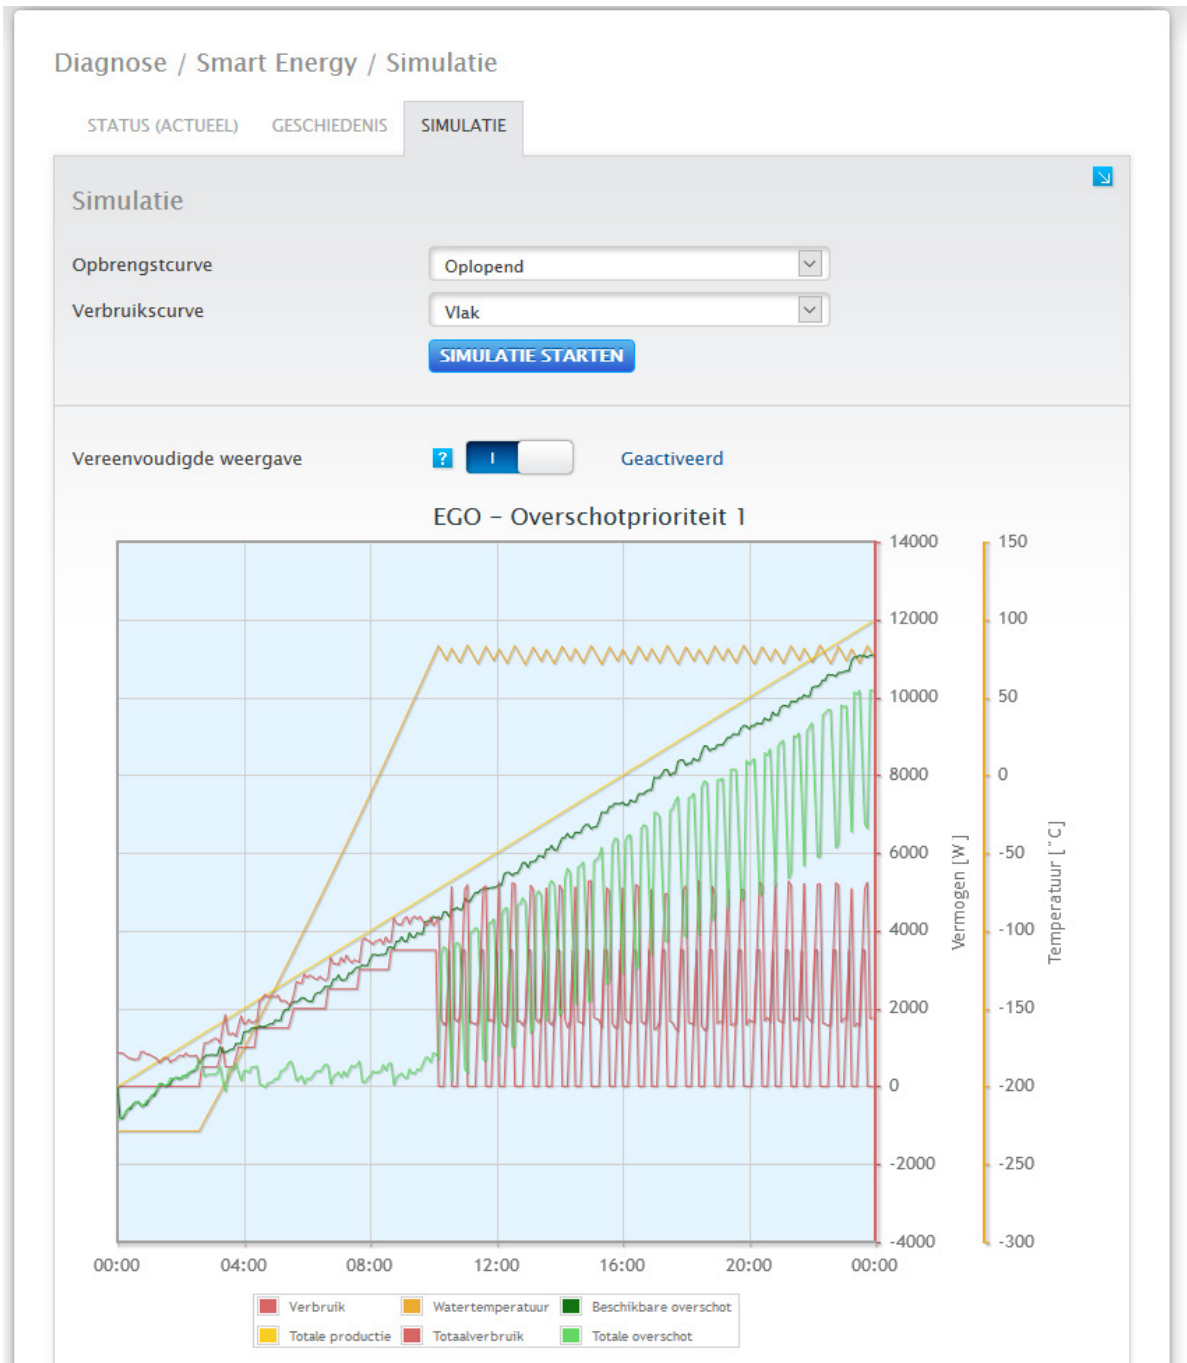 Diagnose / Smart Energy / Simulatie
STATUS (ACTUEEL) GESCHIEDENIS SIMULATIE
Simulatie
Opbrengstcurve Oplopend
Verbruikscurve Vlak
SIMULATIE STARTEN
Vereenvoudigde weergave ? I Geactiveerd
EGO – Overschotprioriteit 1
14000 150
12000 100
10000 50
8000 0
6000 -50
4000 -100
2000 -150
0 -200
-2000 -250
-4000 -300
Vermogen [W]
Temperatuur [˚C]
00:00 04:00 08:00 12:00 16:00 20:00 00:00
Verbruik Watertemperatuur Beschikbare overschot
Totale productie Totaalverbruik Totale overschot